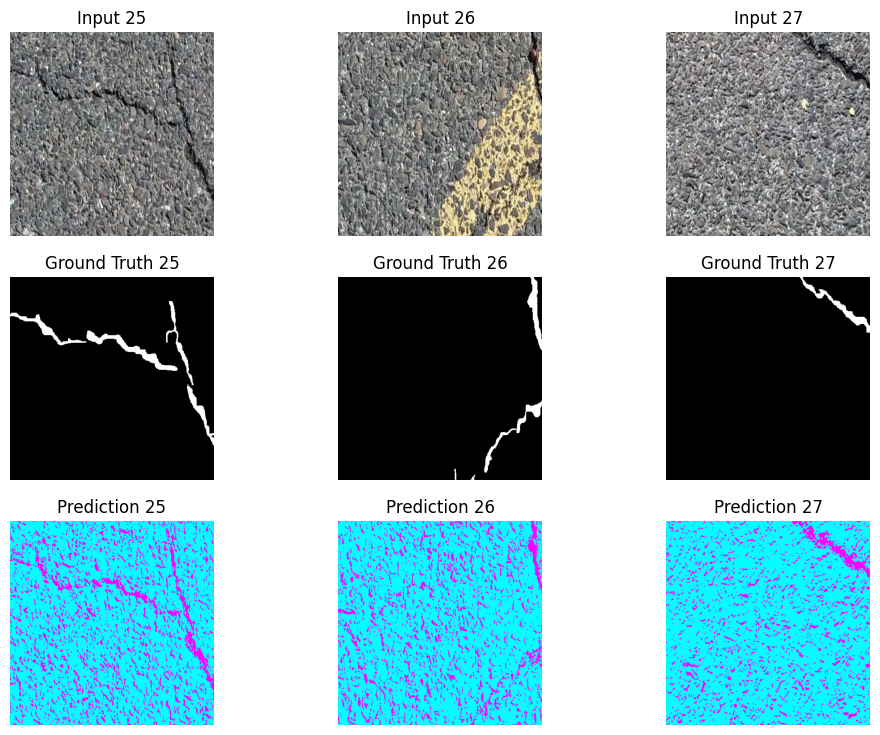 Input 25
Input 26
Input 27
Ground Truth 25
Ground Truth 26
Ground Truth 27
Prediction 25
Prediction 26
Prediction 27